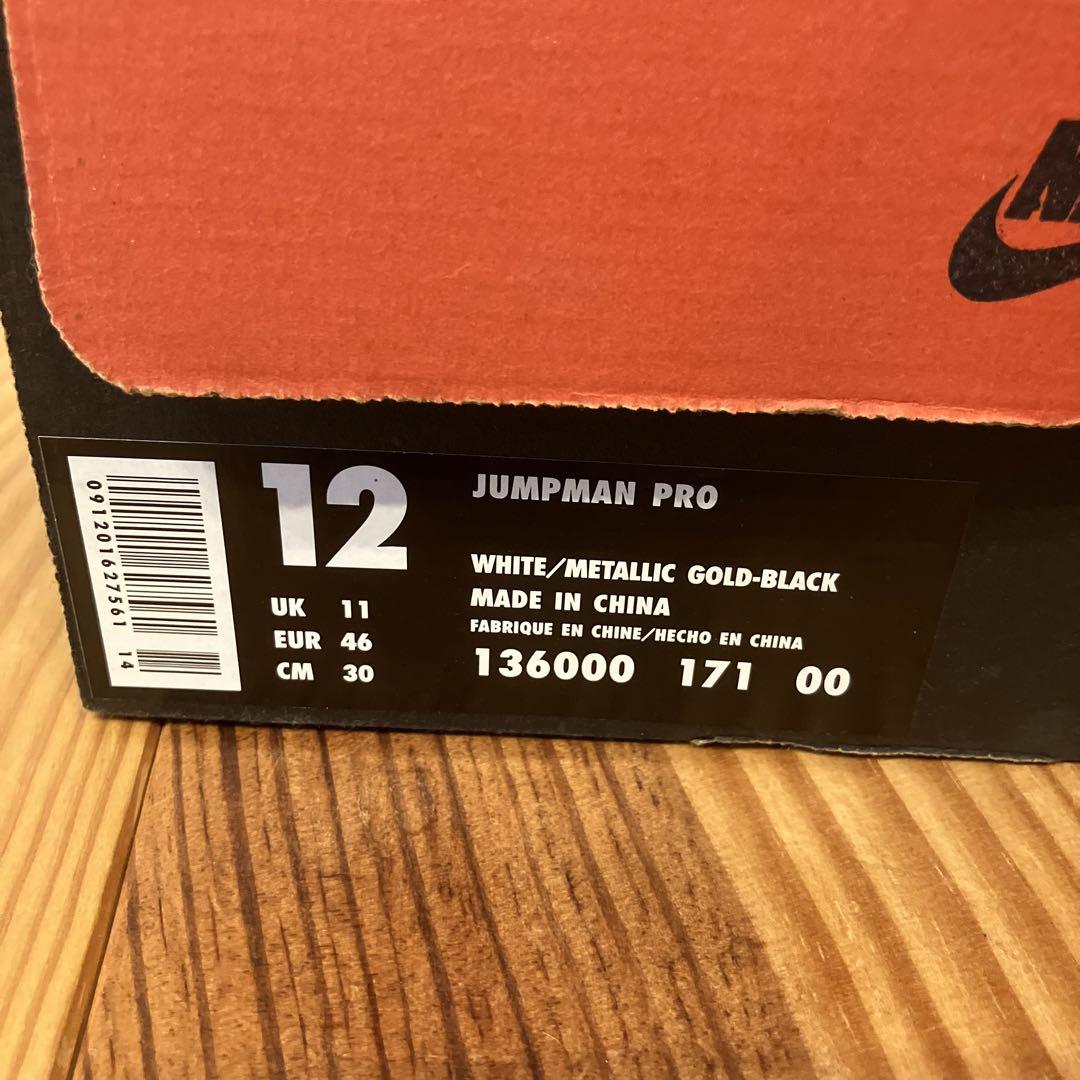 12
JUMPMAN PRO
WHITE/METALLIC GOLD-BLACK
MADE IN CHINA
FABRIQUE EN CHINE/HECHO EN CHINA
136000 171 00
UK 11
EUR 46
CM 30
091201627561 14